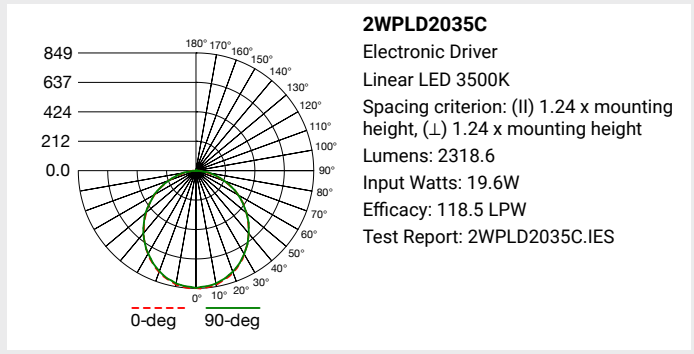 849
637
424
212
0.0
180°
170°
160°
150°
140°
130°
120°
110°
100°
90°
80°
70°
60°
50°
40°
30°
20°
10°
0°
0-deg
90-deg
2WPLD2035C
Electronic Driver
Linear LED 3500K
Spacing criterion: (II) 1.24 x mounting
height, (⊥) 1.24 x mounting height
Lumens: 2318.6
Input Watts: 19.6W
Efficacy: 118.5 LPW
Test Report: 2WPLD2035C.IES